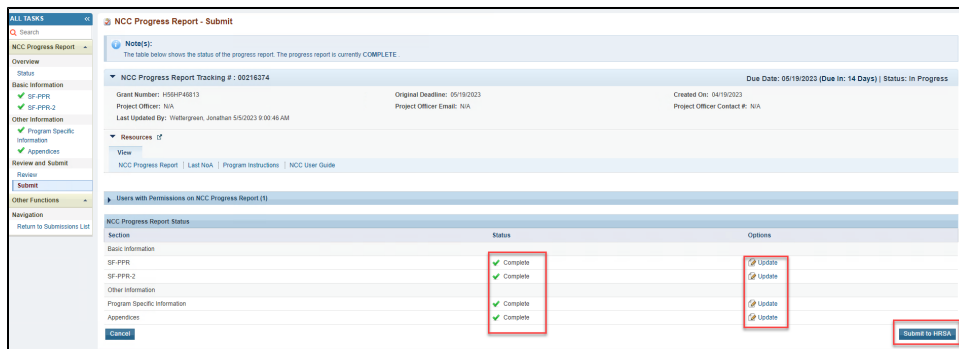 ALL TASKS «
Search
NCC Progress Report
Overview
Status
Basic Information
SF-PPR
SF-PPR-2
Other Information
Program Specific
Information
Appendices
Review and Submit
Review
Submit
Other Functions
Navigation
Return to Submissions List
NCC Progress Report - Submit
Note(s):
The table below shows the status of the progress report. The progress report is currently COMPLETE .
NCC Progress Report Tracking # : 00216374 Due Date: 05/19/2023 (Due In: 14 Days) | Status: In Progress
Grant Number: H56HP46813 Original Deadline: 05/19/2023 Created On: 04/19/2023
Project Officer: N/A Project Officer Email: N/A Project Officer Contact #: N/A
Last Updated By: Wettergreen, Jonathan 5/5/2023 9:00:46 AM
Resources
View
NCC Progress Report | Last NoA | Program Instructions | NCC User Guide
Users with Permissions on NCC Progress Report (1)
NCC Progress Report Status
Section Status Options
Basic Information
SF-PPR Complete Update
SF-PPR-2 Complete Update
Other Information
Program Specific Information Complete Update
Appendices Complete Update
Cancel Submit to HRSA